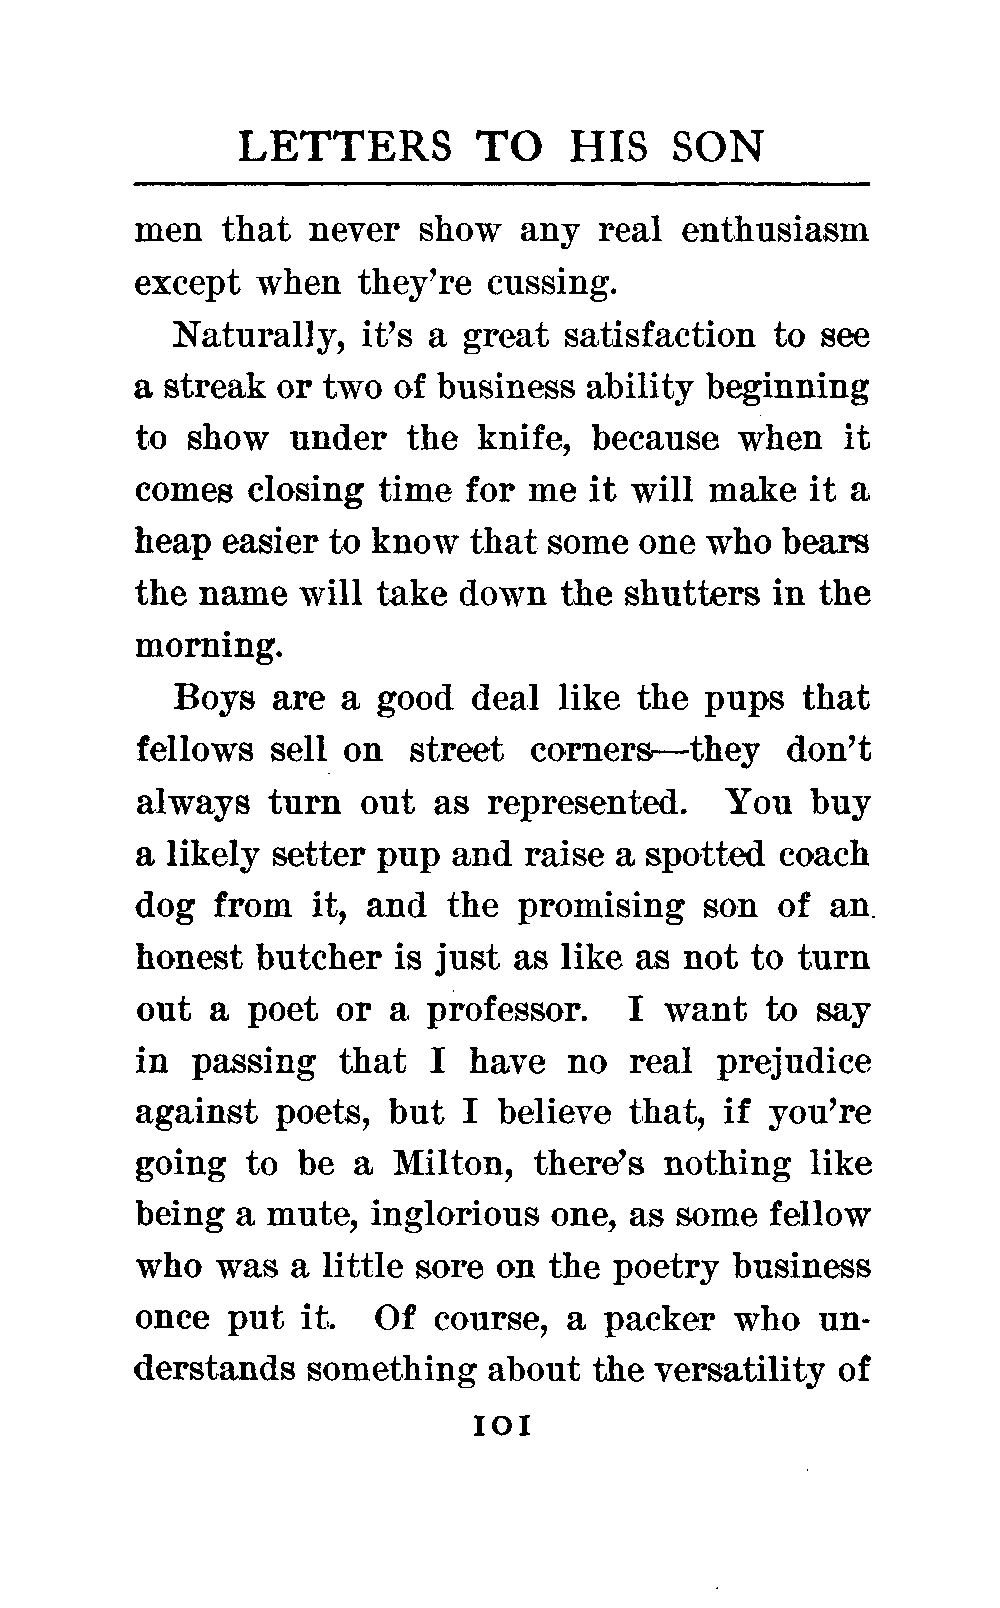 LETTERS TO HIS SON
men that never show any real enthusiasm
except when they're cussing.
Naturally, it's a great satisfaction to see
a streak or two of business ability beginning
to show under the knife, because when it
comes closing time for me it will make it a
heap easier to know that some one who bears
the name will take down the shutters in the
morning.
Boys are a good deal like the pups that
fellows sell on street corners—they don't
always turn out as represented. You buy
a likely setter pup and raise a spotted coach
dog from it, and the promising son of an
honest butcher is just as like as not to turn
out a poet or a professor. I want to say
in passing that I have no real prejudice
against poets, but I believe that, if you're
going to be a Milton, there's nothing like
being a mute, inglorious one, as some fellow
who was a little sore on the poetry business
once put it. Of course, a packer who un-
derstands something about the versatility of
101